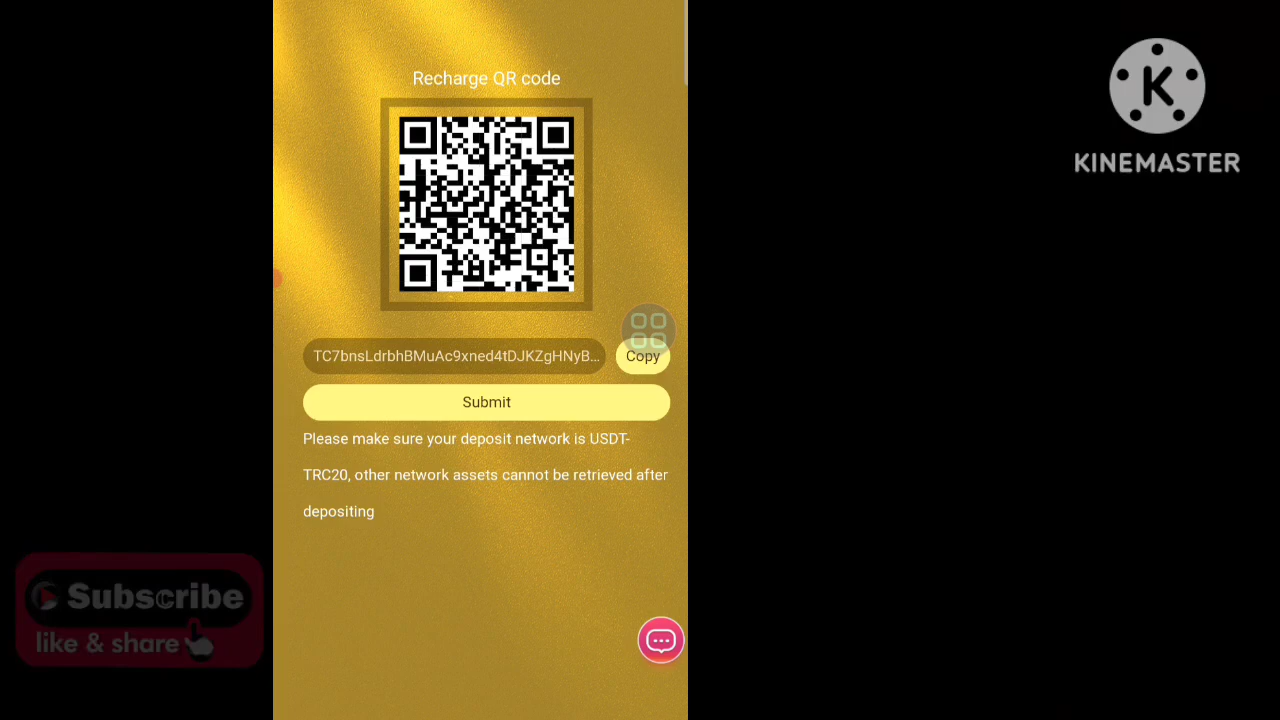 Recharge QR code
TC7bnsLdrbhBMuAc9xned4tDJKZgHNyB...
Copy
Submit
Please make sure your deposit network is USDT-
TRC20, other network assets cannot be retrieved after
depositing
K
KINEMASTER
Subscribe
like & share